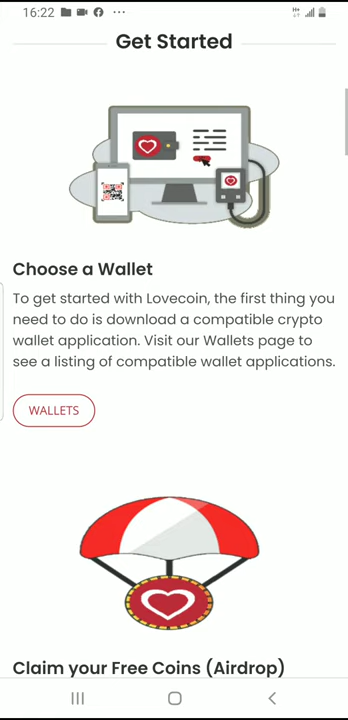 16:22
Get Started
Choose a Wallet
To get started with Lovecoin, the first thing you
need to do is download a compatible crypto
wallet application. Visit our Wallets page to
see a listing of compatible wallet applications.
WALLETS
Claim your Free Coins (Airdrop)